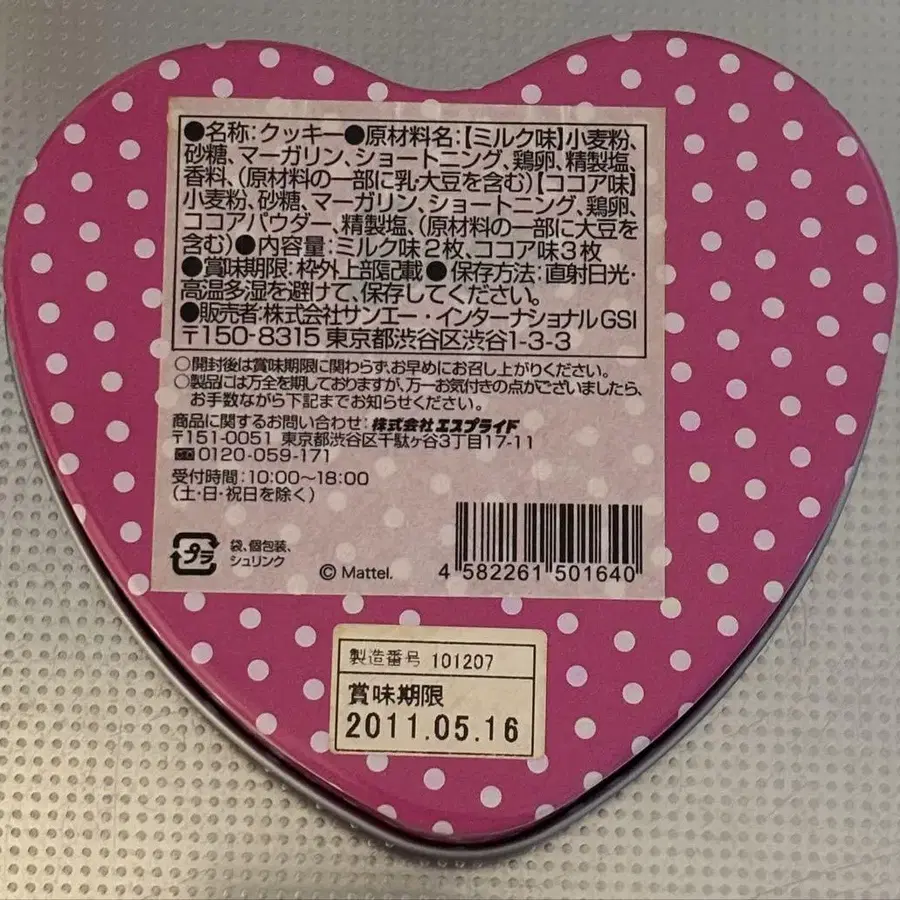 ●名称:クッキー●原材料名:【ミルク味】小麦粉、
砂糖、マーガリン、ショートニング、鶏卵、精製塩、
香料、(原材料の一部に乳・大豆を含む)【ココア味】
小麦粉、砂糖、マーガリン、ショートニング、鶏卵、
ココアパウダー、精製塩、(原材料の一部に大豆を
含む)●内容量:ミルク味2枚、ココア味3枚
●賞味期限:枠外上部記載●保存方法:直射日光・
高温多湿を避けて、保存してください。
●販売者:株式会社サンエー・インターナショナルGSI
〒150-8315 東京都渋谷区渋谷1-3-3
○開封後は賞味期限に関わらず、お早めにお召し上がりください。
○製品には万全を期しておりますが、万一お気付きの点がございましたら、
お手数ながら下記までお知らせください。
商品に関するお問い合わせ:株式会社エスプライド
〒151-0051 東京都渋谷区千駄ヶ谷3丁目17-11
0120-059-171
受付時間:10:00〜18:00
(土・日・祝日を除く)
プラ
袋、個包装、
シュリンク
© Mattel.
4 582261 501640
製造番号 101207
賞味期限
2011.05.16